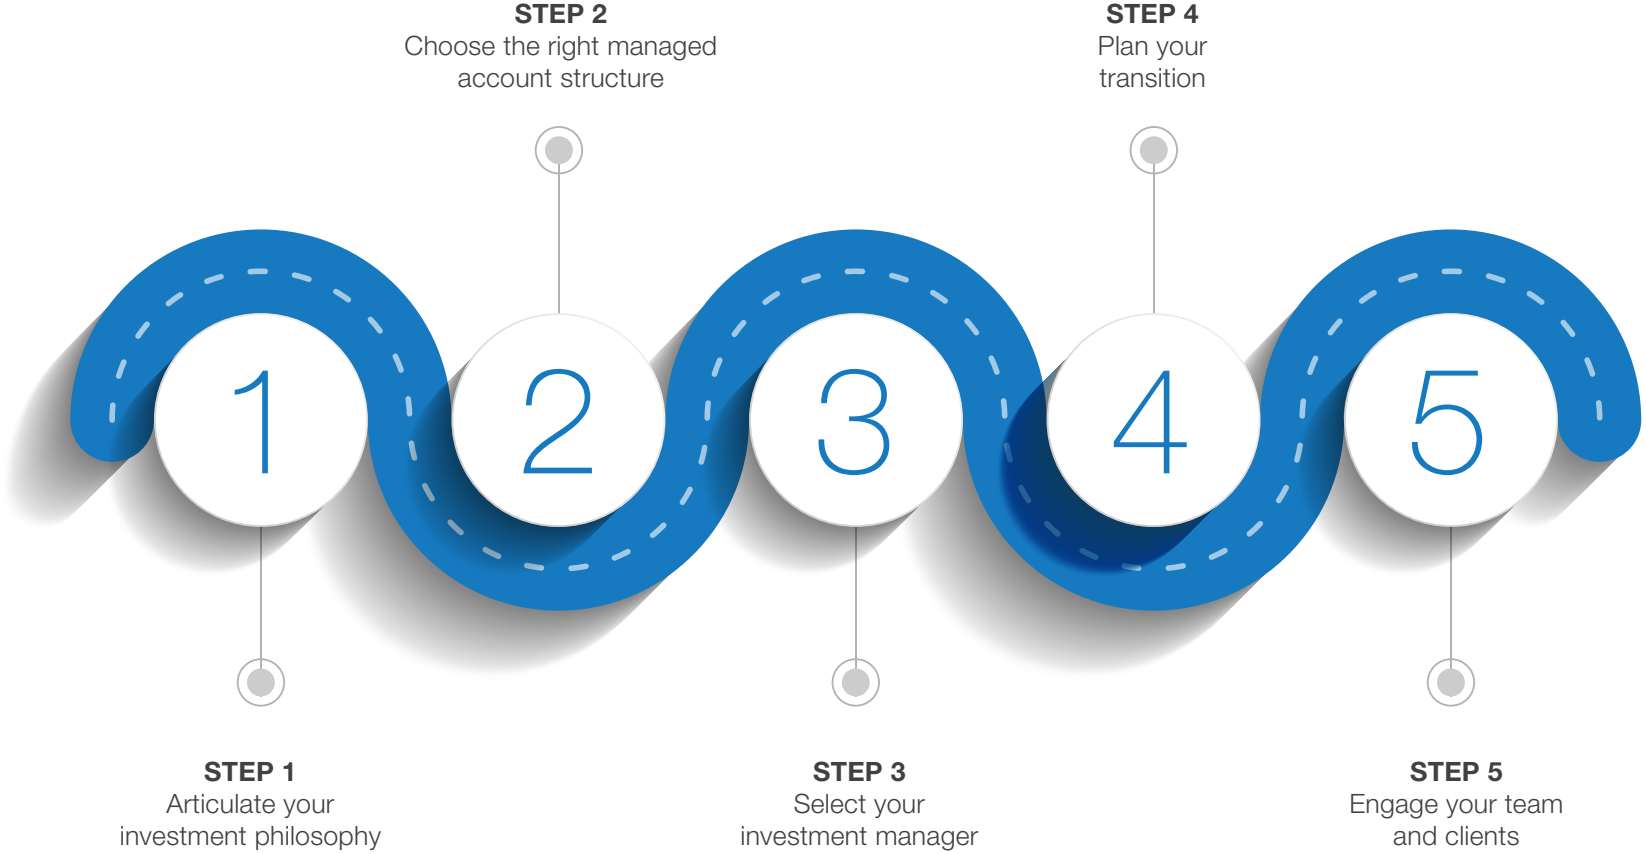 STEP 2
Choose the right managed
account structure
STEP 4
Plan your
transition
1
2
3
4
5
STEP 1
Articulate your
investment philosophy
STEP 3
Select your
investment manager
STEP 5
Engage your team
and clients